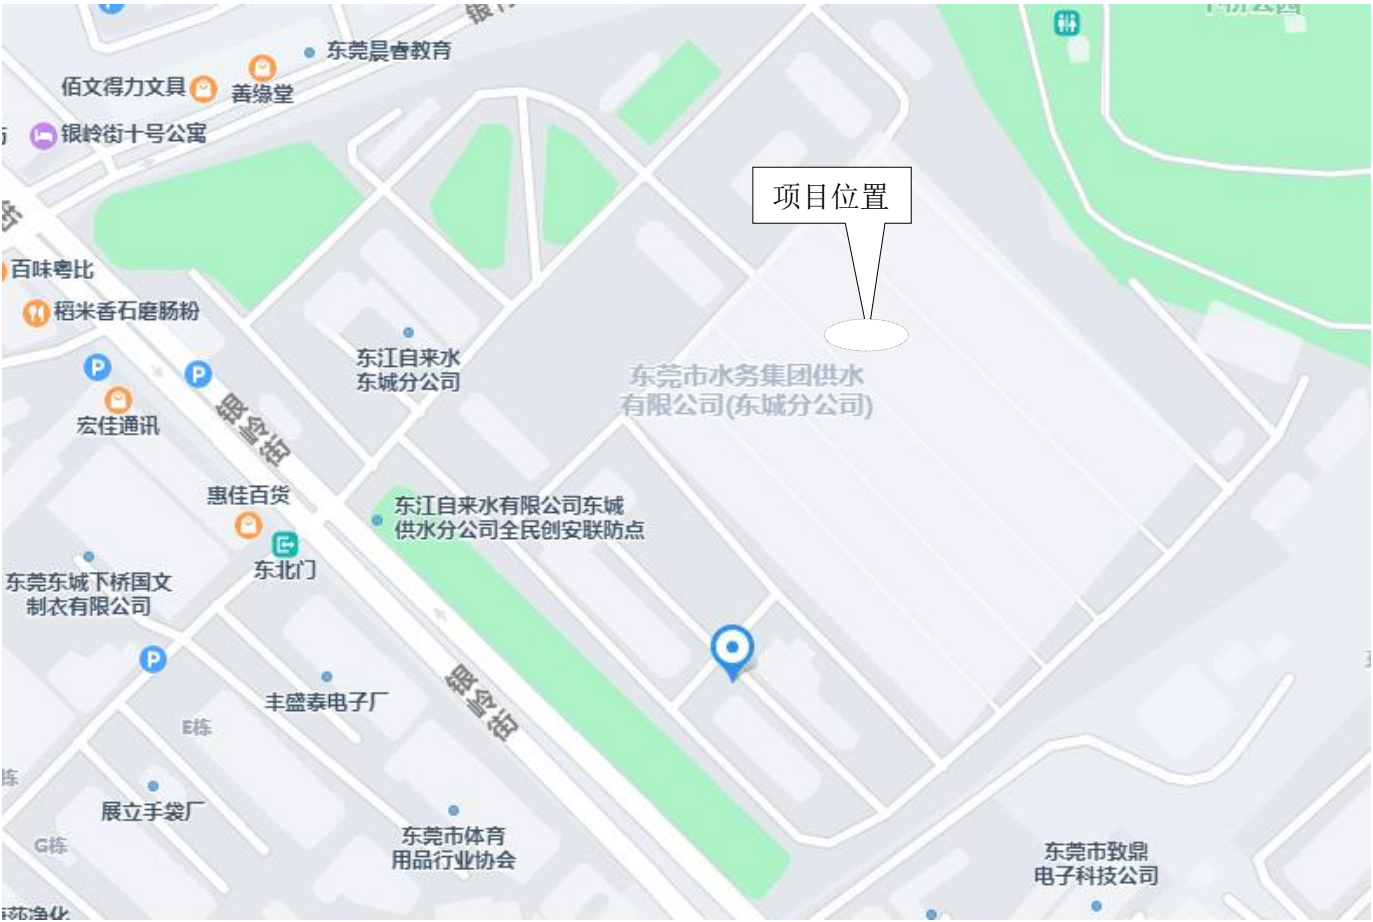 东莞晨睿教育
佰文得力文具
善缘堂
银岭街十号公寓
项目位置
百味粤比
稻米香石磨肠粉
东江自来水
东城分公司
东莞市水务集团供水
有限公司(东城分公司)
宏佳通讯
银岭街
惠佳百货
东江自来水有限公司东城
供水分公司全民创安联防点
东北门
东莞东城下桥国文
制衣有限公司
丰盛泰电子厂
银岭街
E栋
栋
展立手袋厂
G栋
东莞市体育
用品行业协会
东莞市致鼎
电子科技公司